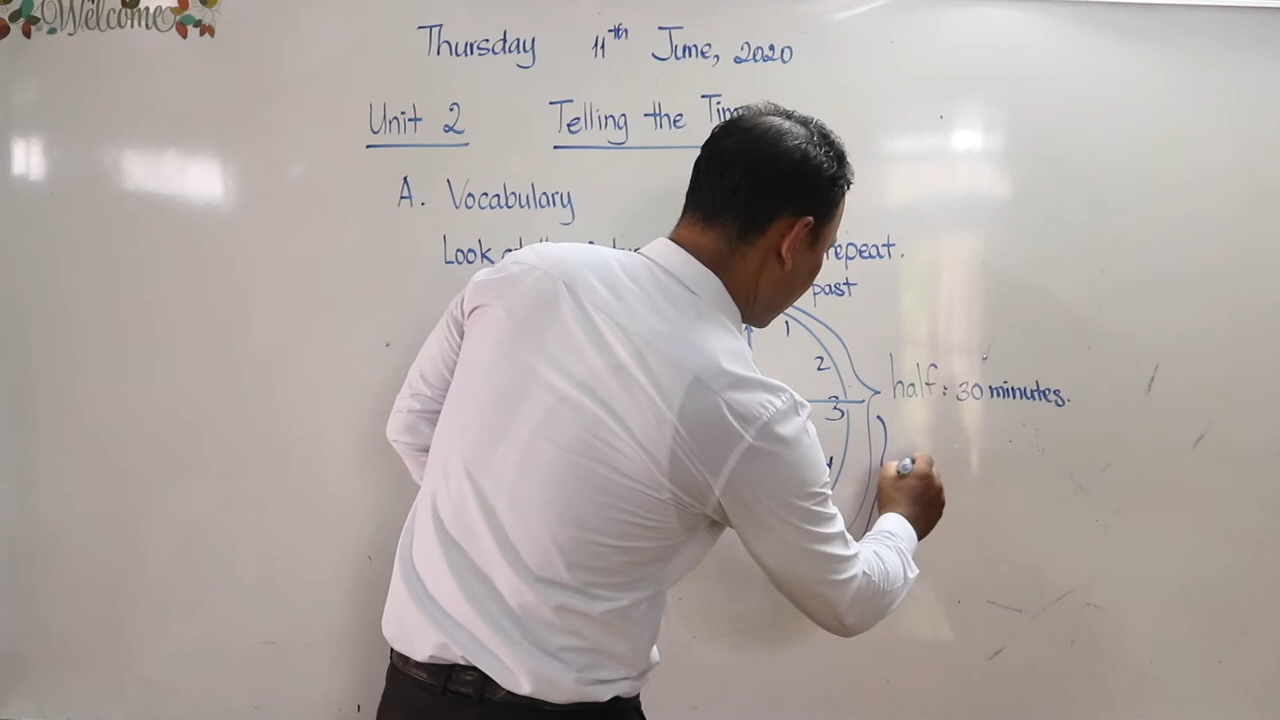 Welcome
Thursday 11th June, 2020
Unit 2 Telling the
A. Vocabulary
Look repeat.
past
1
2
half: 30 minutes.
3